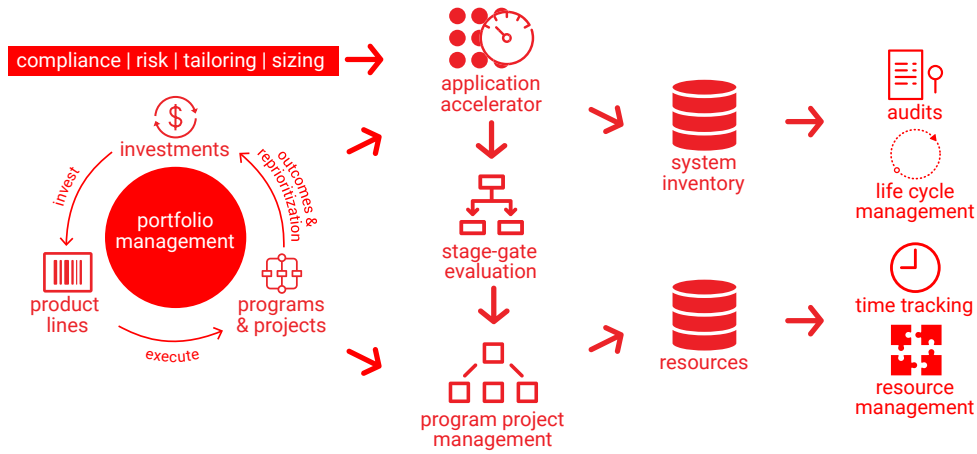 compliance | risk | tailoring | sizing
$
investments
invest
outcomes &
reprioritization
portfolio
management
product
lines
programs
& projects
execute
application
accelerator
stage-gate
evaluation
program project
management
system
inventory
resources
audits
life cycle
management
time tracking
resource
management